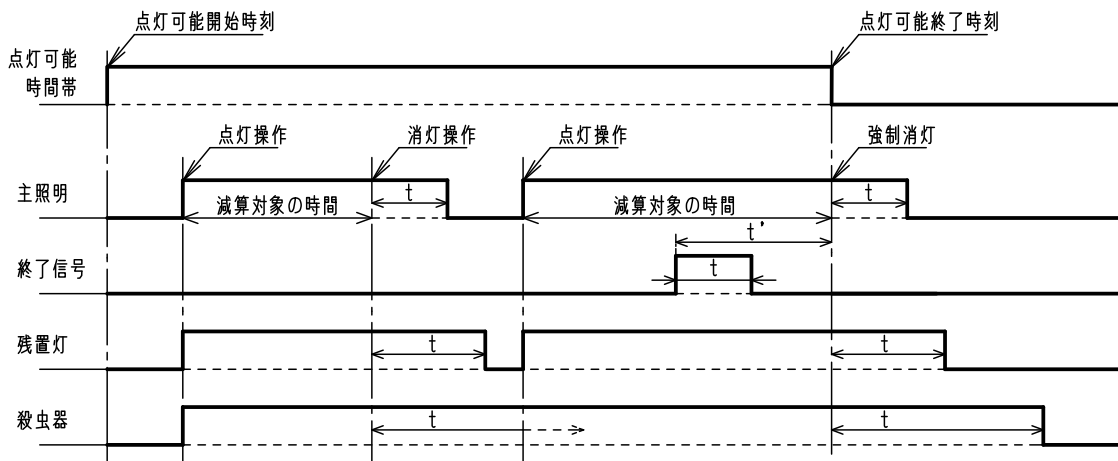 点灯可能開始時刻
点灯可能終了時刻
点灯可能
時間帯
点灯操作
消灯操作
点灯操作
強制消灯
主照明
t
t
減算対象の時間
減算対象の時間
t'
終了信号
t
残置灯
t
t
殺虫器
t
t